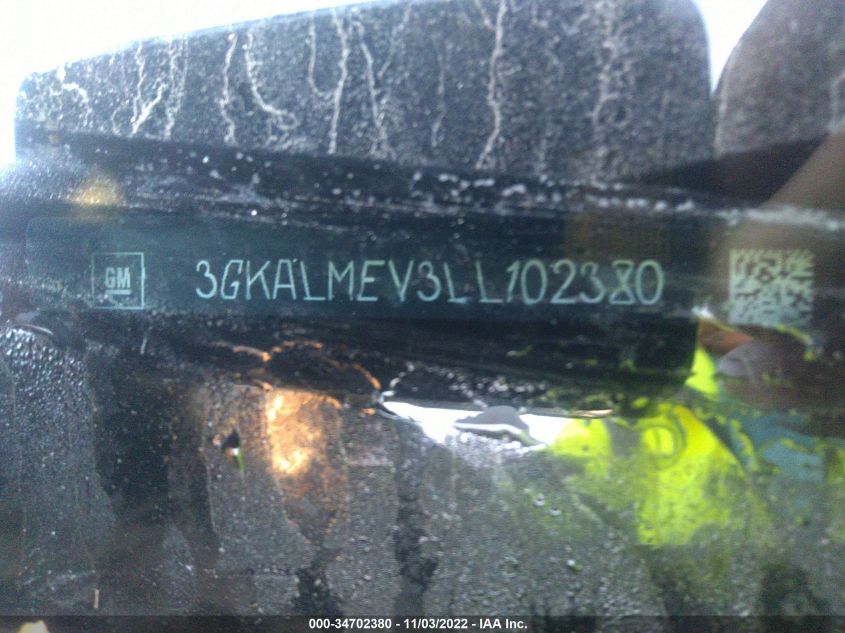 GM 3GKALMEV3LL102380
000-34702380 - 11/03/2022 - IAA Inc.